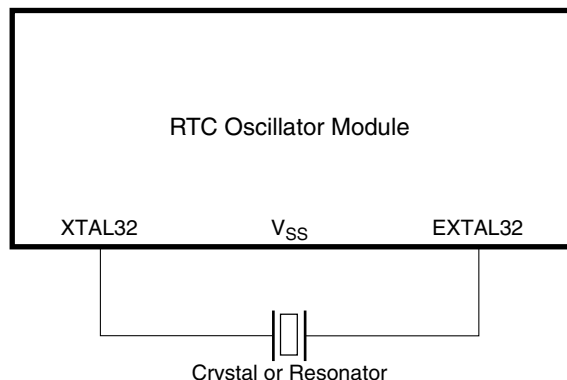 RTC Oscillator Module
XTAL32 VSS EXTAL32
Crystal or Resonator